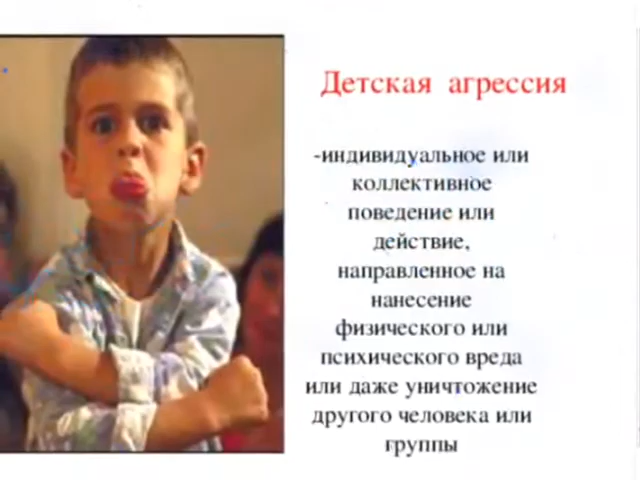 Детская агрессия
-индивидуальное или
коллективное
поведение или
действие,
направленное на
нанесение
физического или
психического вреда
или даже уничтожение
другого человека или
группы